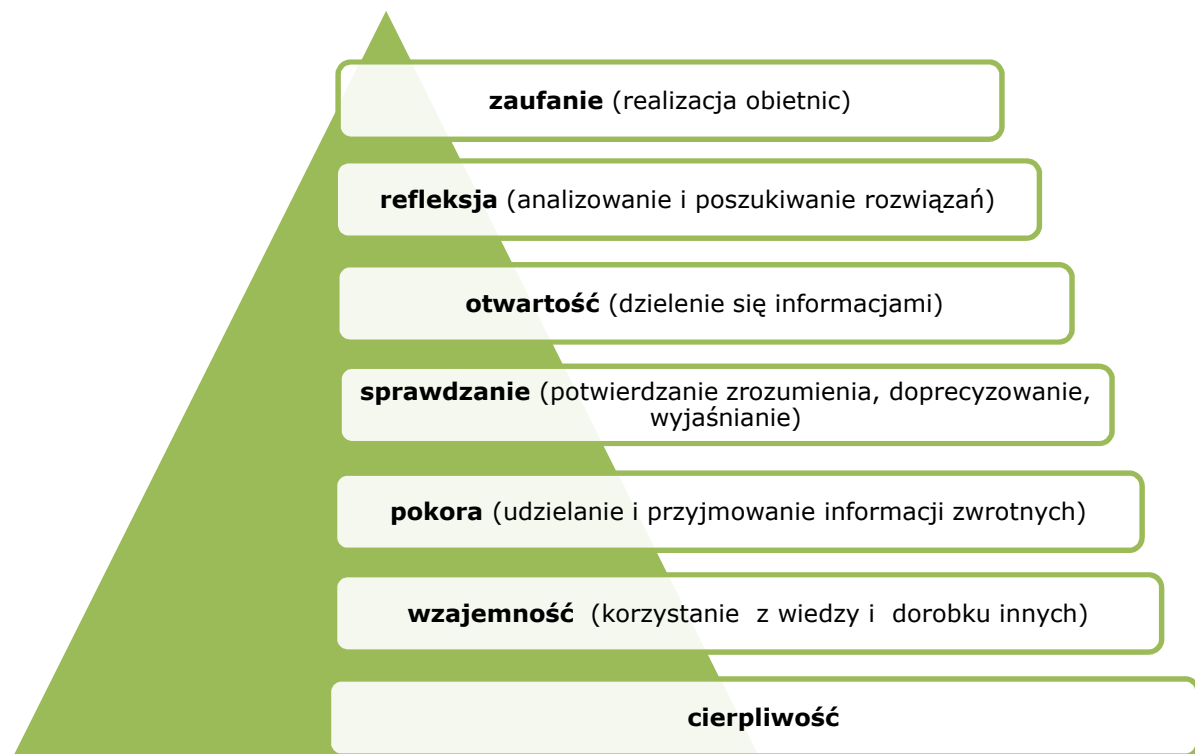 zaufanie (realizacja obietnic)
refleksja (analizowanie i poszukiwanie rozwiązań)
otwartość (dzielenie się informacjami)
sprawdzanie (potwierdzanie zrozumienia, doprecyzowanie,
wyjaśnianie)
pokora (udzielanie i przyjmowanie informacji zwrotnych)
wzajemność (korzystanie z wiedzy i dorobku innych)
cierpliwość